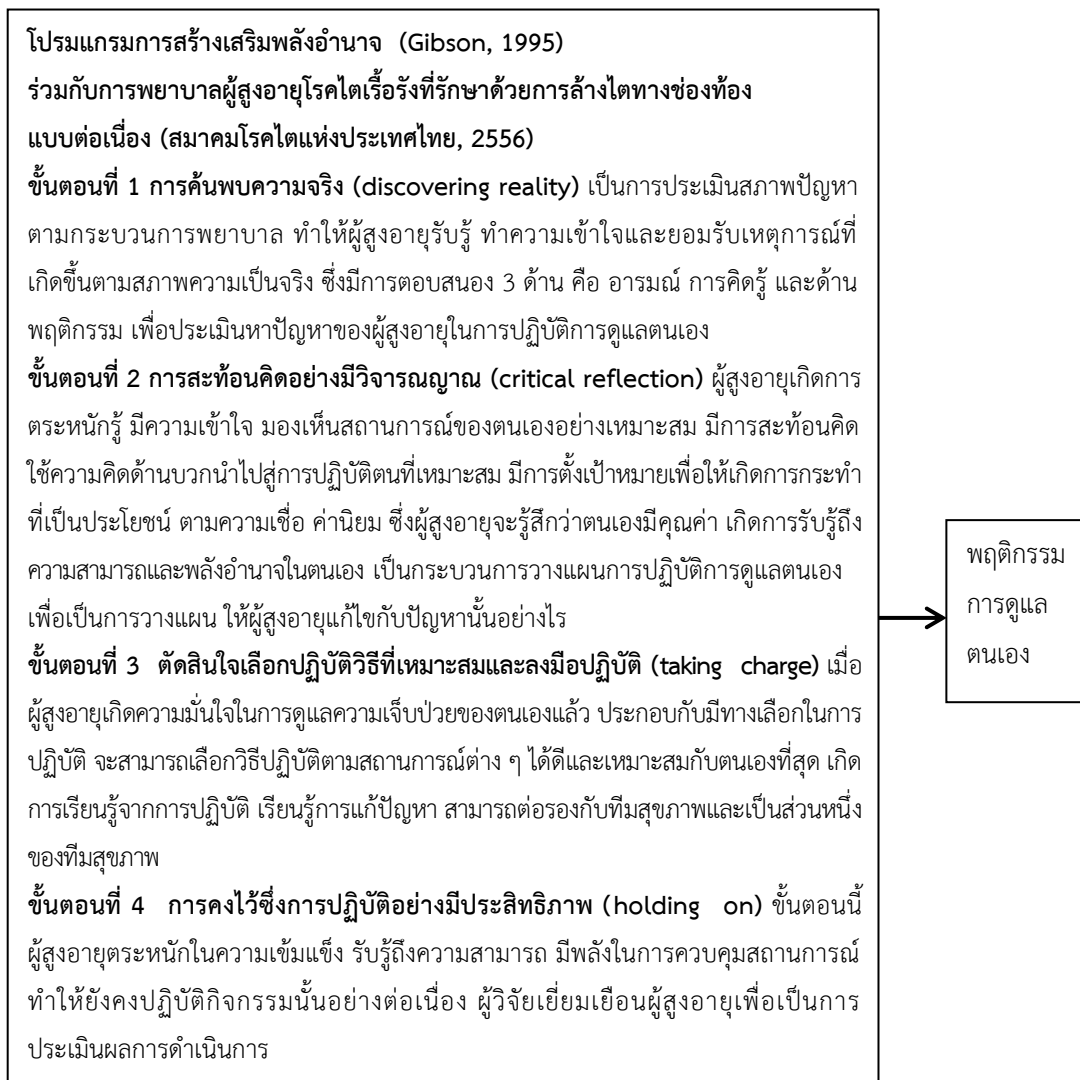 โปรมแกรมการสร้างเสริมพลังอำนาจ (Gibson, 1995)
ร่วมกับการพยาบาลผู้สูงอายุโรคไตเรื้อรังที่รักษาด้วยการล้างไตทางช่องท้อง
แบบต่อเนื่อง (สมาคมโรคไตแห่งประเทศไทย, 2556)
ขั้นตอนที่ 1 การค้นพบความจริง (discovering reality) เป็นการประเมินสภาพปัญหา
ตามกระบวนการพยาบาล ทำให้ผู้สูงอายุรับรู้ ทำความเข้าใจและยอมรับเหตุการณ์ที่
เกิดขึ้นตามสภาพความเป็นจริง ซึ่งมีการตอบสนอง 3 ด้าน คือ อารมณ์ การคิดรู้ และด้าน
พฤติกรรม เพื่อประเมินหาปัญหาของผู้สูงอายุในการปฏิบัติการดูแลตนเอง
ขั้นตอนที่ 2 การสะท้อนคิดอย่างมีวิจารณญาณ (critical reflection) ผู้สูงอายุเกิดการ
ตระหนักรู้ มีความเข้าใจ มองเห็นสถานการณ์ของตนเองอย่างเหมาะสม มีการสะท้อนคิด
ใช้ความคิดด้านบวกนำไปสู่การปฏิบัติตนที่เหมาะสม มีการตั้งเป้าหมายเพื่อให้เกิดการกระทำ
ที่เป็นประโยชน์ ตามความเชื่อ ค่านิยม ซึ่งผู้สูงอายุจะรู้สึกว่าตนเองมีคุณค่า เกิดการรับรู้ถึง
ความสามารถและพลังอำนาจในตนเอง เป็นกระบวนการวางแผนการปฏิบัติการดูแลตนเอง
เพื่อเป็นการวางแผน ให้ผู้สูงอายุแก้ไขกับปัญหานั้นอย่างไร
ขั้นตอนที่ 3 ตัดสินใจเลือกปฏิบัติวิธีที่เหมาะสมและลงมือปฏิบัติ (taking charge) เมื่อ
ผู้สูงอายุเกิดความมั่นใจในการดูแลความเจ็บป่วยของตนเองแล้ว ประกอบกับมีทางเลือกในการ
ปฏิบัติ จะสามารถเลือกวิธีปฏิบัติตามสถานการณ์ต่าง ๆ ได้ดีและเหมาะสมกับตนเองที่สุด เกิด
การเรียนรู้จากการปฏิบัติ เรียนรู้การแก้ปัญหา สามารถต่อรองกับทีมสุขภาพและเป็นส่วนหนึ่ง
ของทีมสุขภาพ
ขั้นตอนที่ 4 การคงไว้ซึ่งการปฏิบัติอย่างมีประสิทธิภาพ (holding on) ขั้นตอนนี้
ผู้สูงอายุตระหนักในความเข้มแข็ง รับรู้ถึงความสามารถ มีพลังในการควบคุมสถานการณ์
ทำให้ยังคงปฏิบัติกิจกรรมนั้นอย่างต่อเนื่อง ผู้วิจัยเยี่ยมเยือนผู้สูงอายุเพื่อเป็นการ
ประเมินผลการดำเนินการ
พฤติกรรม
การดูแล
ตนเอง